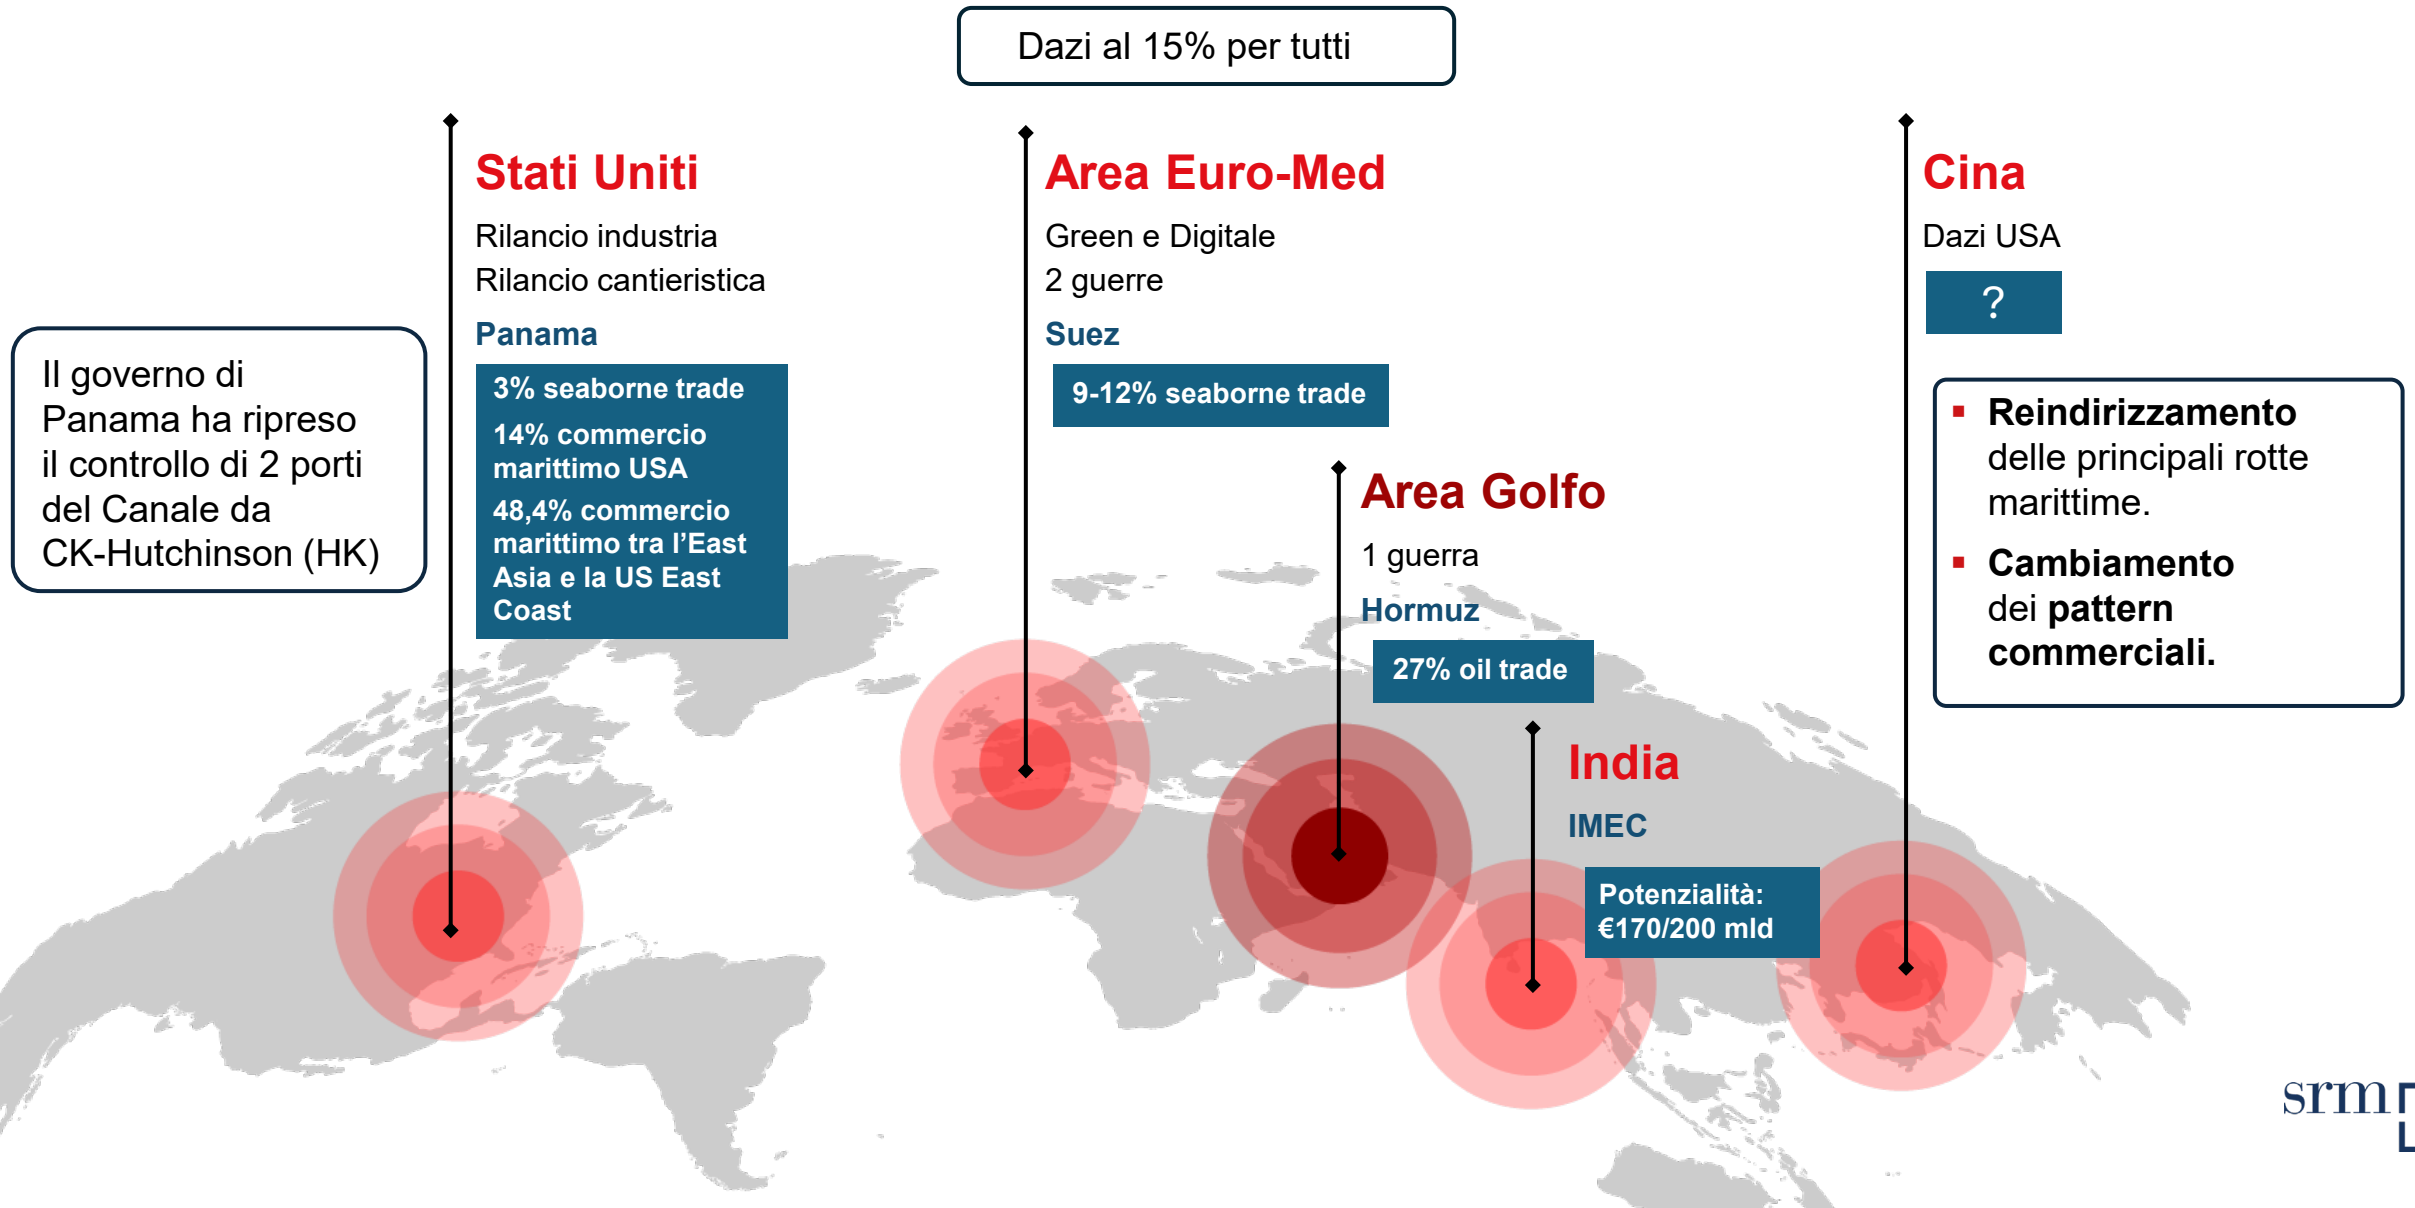 Dazi al 15% per tutti
Stati Uniti
Rilancio industria
Rilancio cantieristica
Panama
3% seaborne trade
14% commercio
marittimo USA
48,4% commercio
marittimo tra l’East
Asia e la US East
Coast
Il governo di
Panama ha ripreso
il controllo di 2 porti
del Canale da
CK-Hutchinson (HK)
Area Euro-Med
Green e Digitale
2 guerre
Suez
9-12% seaborne trade
Area Golfo
1 guerra
Hormuz
27% oil trade
India
IMEC
Potenzialità:
€170/200 mld
Cina
Dazi USA
?
▪ Reindirizzamento
delle principali rotte
marittime.
▪ Cambiamento
dei pattern
commerciali.
srm